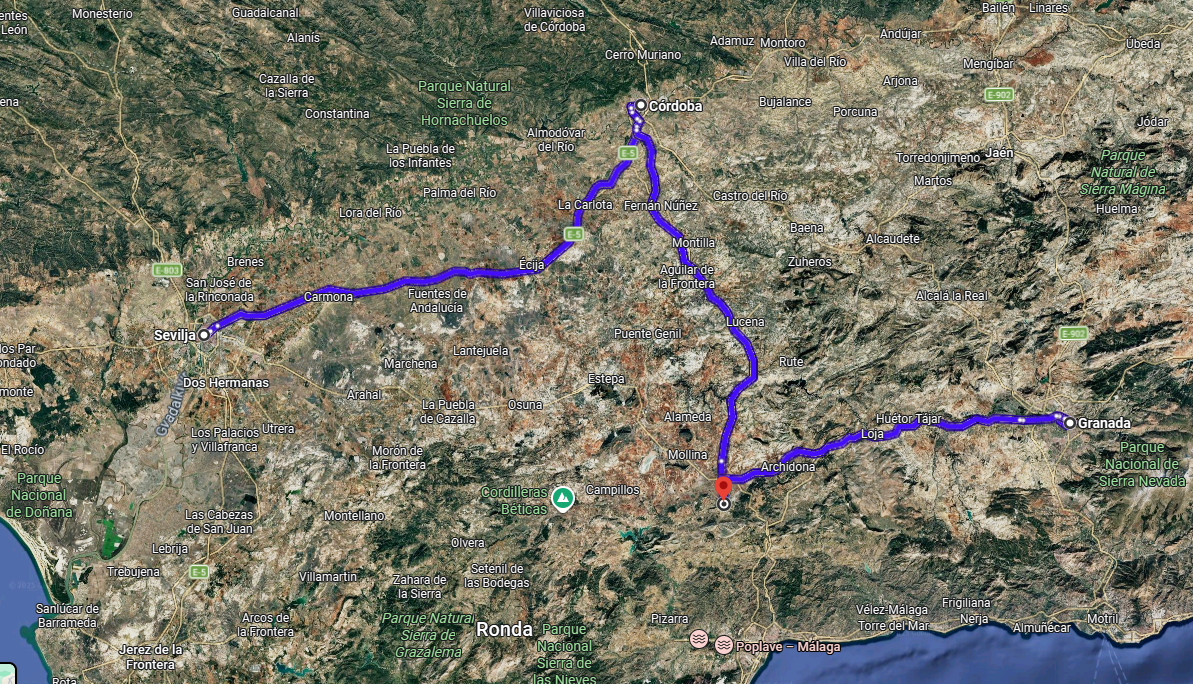 Monesterio
Guadalcanal
Villaviciosa
de Córdoba
Bailén
Linares
entes
León
Alanís
Cerro Muriano
Adamuz
Montoro
Andújar
Úbeda
Villa del Río
Mengíbar
Cazalla de
la Sierra
Parque Natural
Sierra de
Hornachuelos
Arjona
E-902
ena
Constantina
Córdoba
Bujalance
Porcuna
Jódar
Almodóvar
del Río
La Puebla de
los Infantes
E-5
Torredonjimeno
Jaén
Parque
Natural de
Sierra Mágina
Martos
Palma del Río
La Carlota
Fernán Núñez
Castro del Río
Huelma
Lora del Río
E-5
Montilla
Baena
Alcaudete
Brenes
E-803
Écija
Aguilar de
la Frontera
Zuheros
San José de
la Rinconada
Carmona
Fuentes de
Andalucía
Alcalá la Real
Sevilja
Puente Genil
Lucena
E-902
los Par
ondado
Lantejuela
Marchena
Rute
Dos Hermanas
Estepa
monte
Arahal
La Puebla
de Cazalla
Osuna
Alameda
Huétor Tájar
Granada
Guadalkiv
Utrera
Los Palacios
y Villafranca
Loja
El Rocío
Morón de
la Frontera
Mollina
Archidona
Parque
Nacional de
Sierra Nevada
Parque
Nacional
de Doñana
Cordilleras
Béticas
Campillos
Las Cabezas
de San Juan
Montellano
Olvera
Lebrija
Trebujena
E-5
Villamartin
Zahara de
la Sierra
Setenil de
las Bodegas
Sanlúcar de
Barrameda
Arcos de
la Frontera
Parque Natural
Sierra de
Grazalema
Ronda
Parque
Nacional
Sierra de
las Nieves
Pizarra
Vélez-Málaga
Torre del Mar
Frigiliana
Nerja
Almuñécar
Motril
Poplave – Málaga
Jerez de la
Frontera
Rota